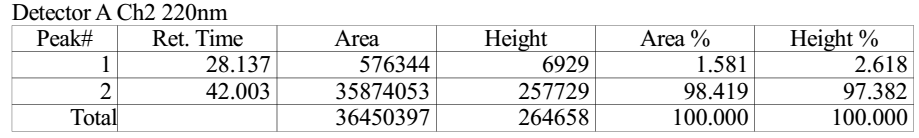 Detector A Ch2 220nm
Peak# Ret. Time Area Height Area % Height %
1 28.137 576344 6929 1.581 2.618
2 42.003 35874053 257729 98.419 97.382
Total 36450397 264658 100.000 100.000